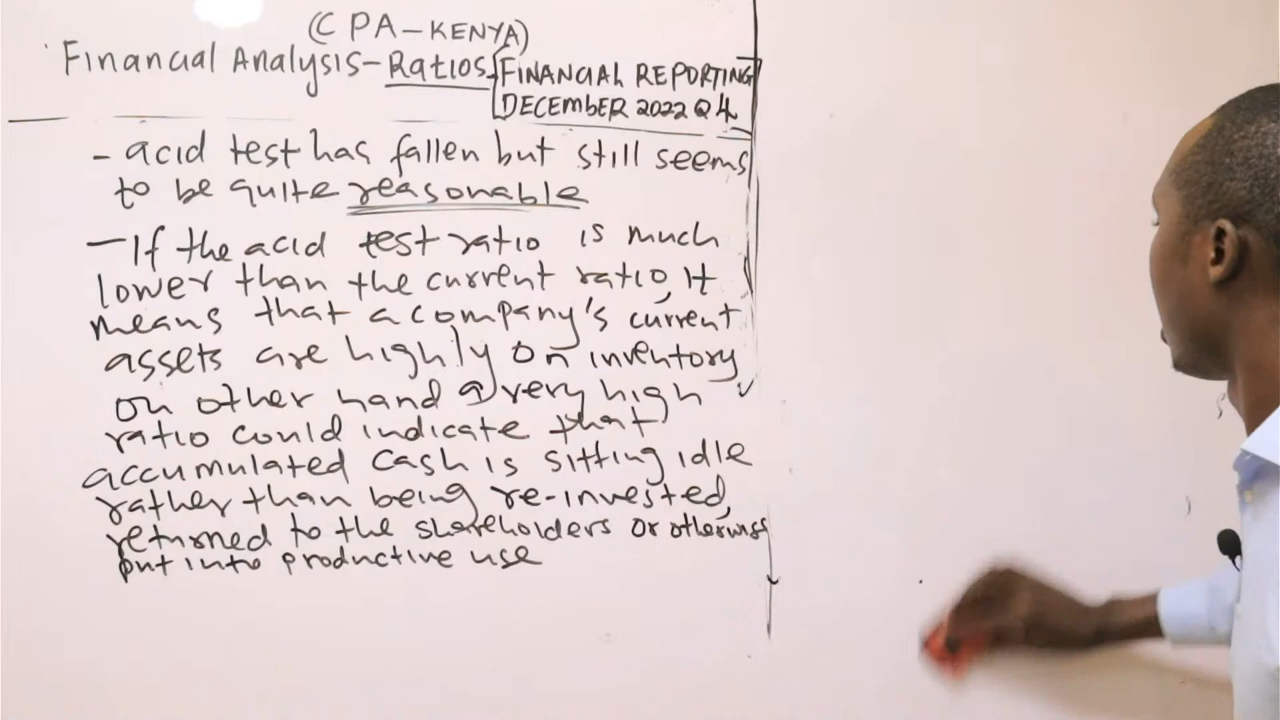 (CPA-KENYA)
Financial Analysis-Ratios
FINANCIAL REPORTING
DECEMBER 2022 Q4
- acid test has fallen but still seems
to be quite reasonable
- If the acid test ratio is much
lower than the current ratio, it
means that a company's current
assets are highly on inventory
on other hand a very high
ratio could indicate that
accumulated cash is sitting idle
rather than being re-invested,
returned to the shareholders or otherwise
put into productive use